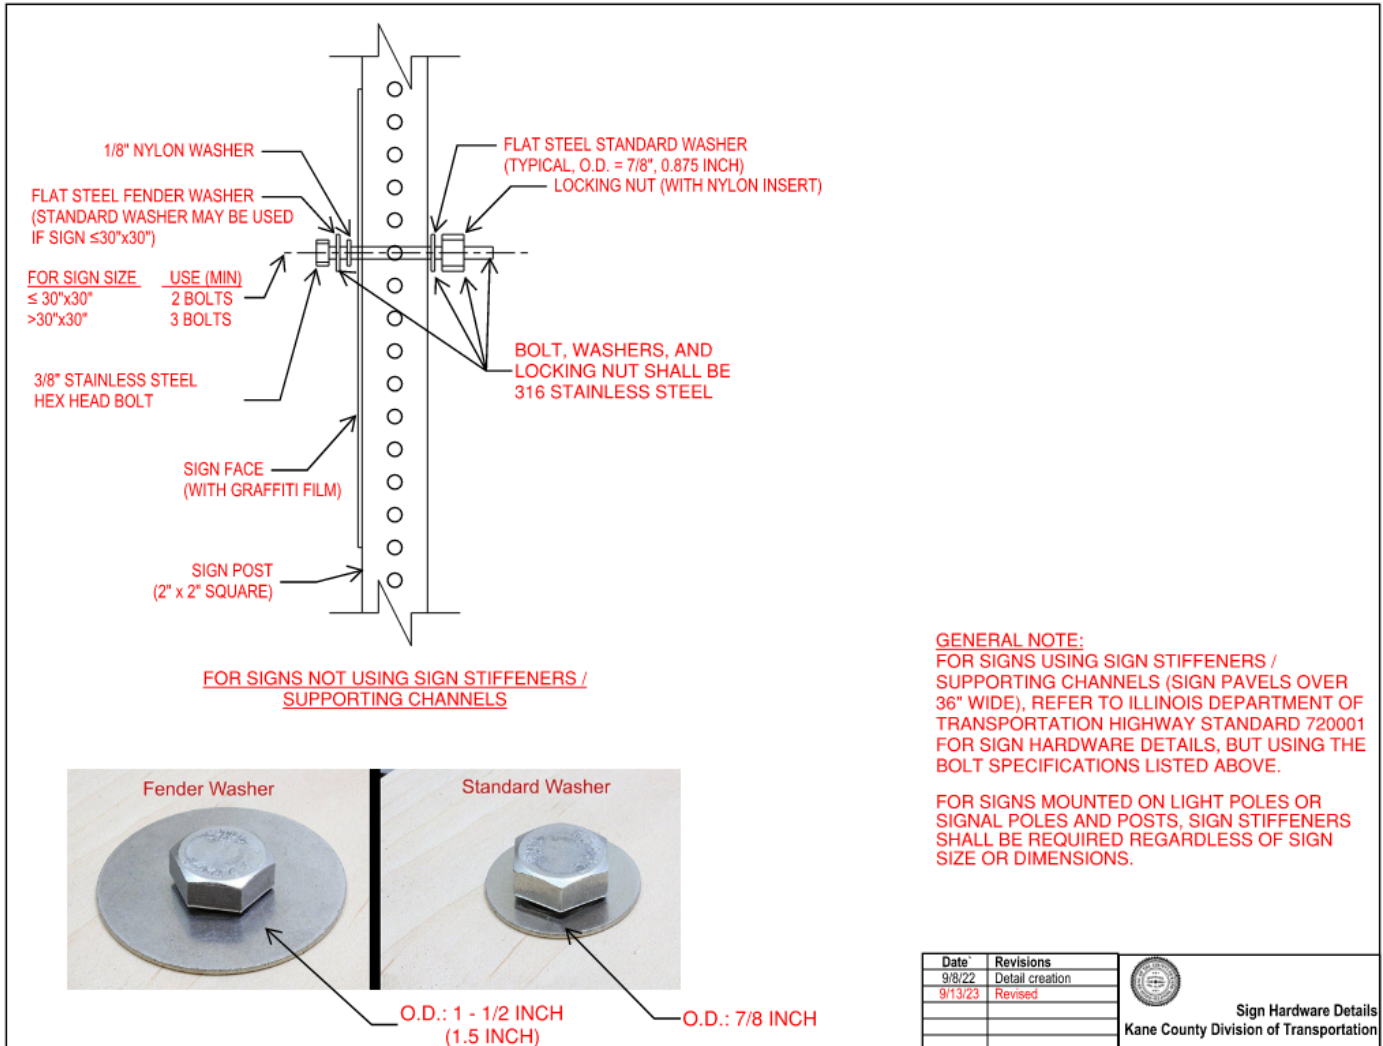 1/8" NYLON WASHER
FLAT STEEL FENDER WASHER
(STANDARD WASHER MAY BE USED
IF SIGN ≤30"x30")
FOR SIGN SIZE USE (MIN)
≤ 30"x30" 2 BOLTS
>30"x30" 3 BOLTS
3/8" STAINLESS STEEL
HEX HEAD BOLT
SIGN FACE
(WITH GRAFFITI FILM)
SIGN POST
(2" x 2" SQUARE)
FLAT STEEL STANDARD WASHER
(TYPICAL, O.D. = 7/8", 0.875 INCH)
LOCKING NUT (WITH NYLON INSERT)
BOLT, WASHERS, AND
LOCKING NUT SHALL BE
316 STAINLESS STEEL
FOR SIGNS NOT USING SIGN STIFFENERS /
SUPPORTING CHANNELS
Fender Washer
Standard Washer
O.D.: 1 - 1/2 INCH
(1.5 INCH)
O.D.: 7/8 INCH
GENERAL NOTE:
FOR SIGNS USING SIGN STIFFENERS /
SUPPORTING CHANNELS (SIGN PAVELS OVER
36" WIDE), REFER TO ILLINOIS DEPARTMENT OF
TRANSPORTATION HIGHWAY STANDARD 720001
FOR SIGN HARDWARE DETAILS, BUT USING THE
BOLT SPECIFICATIONS LISTED ABOVE.
FOR SIGNS MOUNTED ON LIGHT POLES OR
SIGNAL POLES AND POSTS, SIGN STIFFENERS
SHALL BE REQUIRED REGARDLESS OF SIGN
SIZE OR DIMENSIONS.
Date` Revisions
9/8/22 Detail creation
9/13/23 Revised
Sign Hardware Details
Kane County Division of Transportation